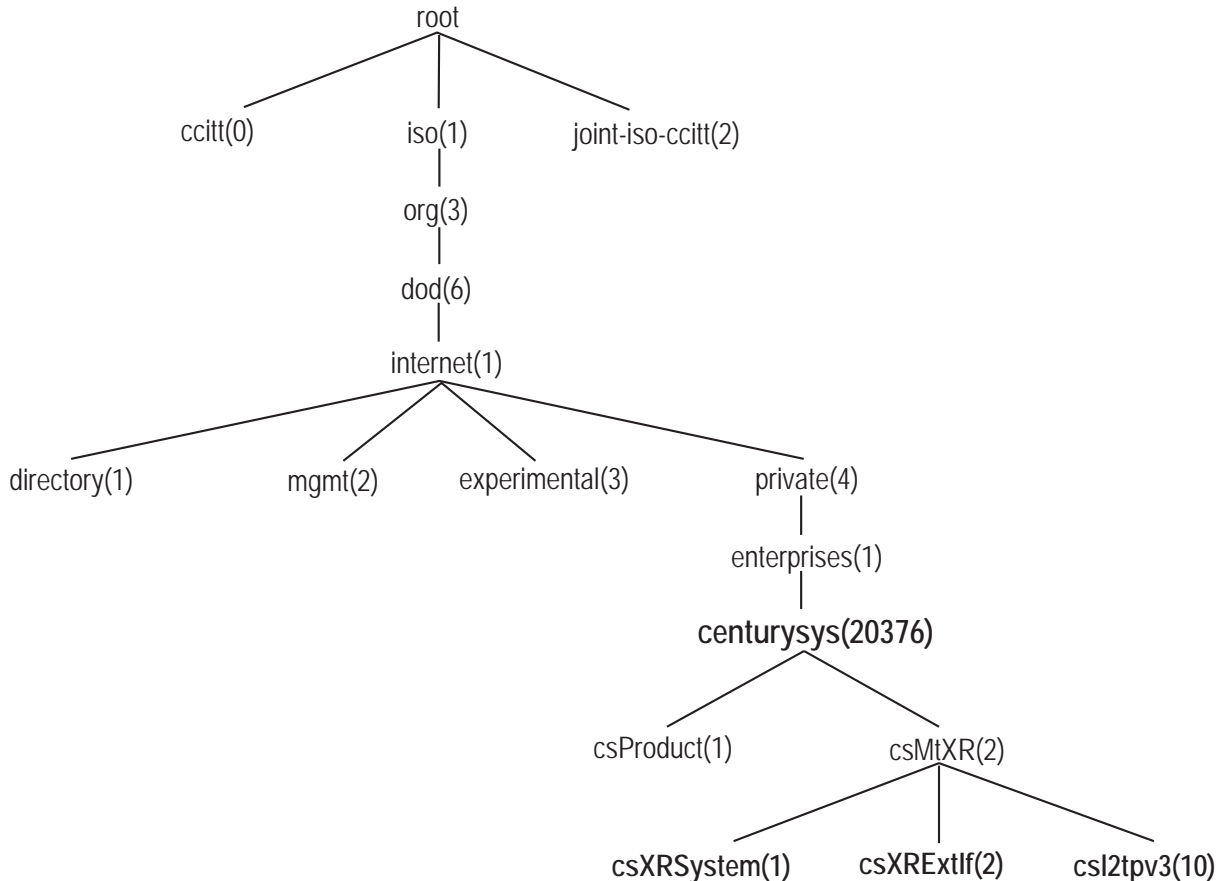 root
ccitt(0) iso(1) joint-iso-ccitt(2)
org(3)
dod(6)
internet(1)
directory(1) mgmt(2) experimental(3) private(4)
enterprises(1)
centurysys(20376)
csProduct(1) csMtXR(2)
csXRSystem(1) csXRExtIf(2) csl2tpv3(10)